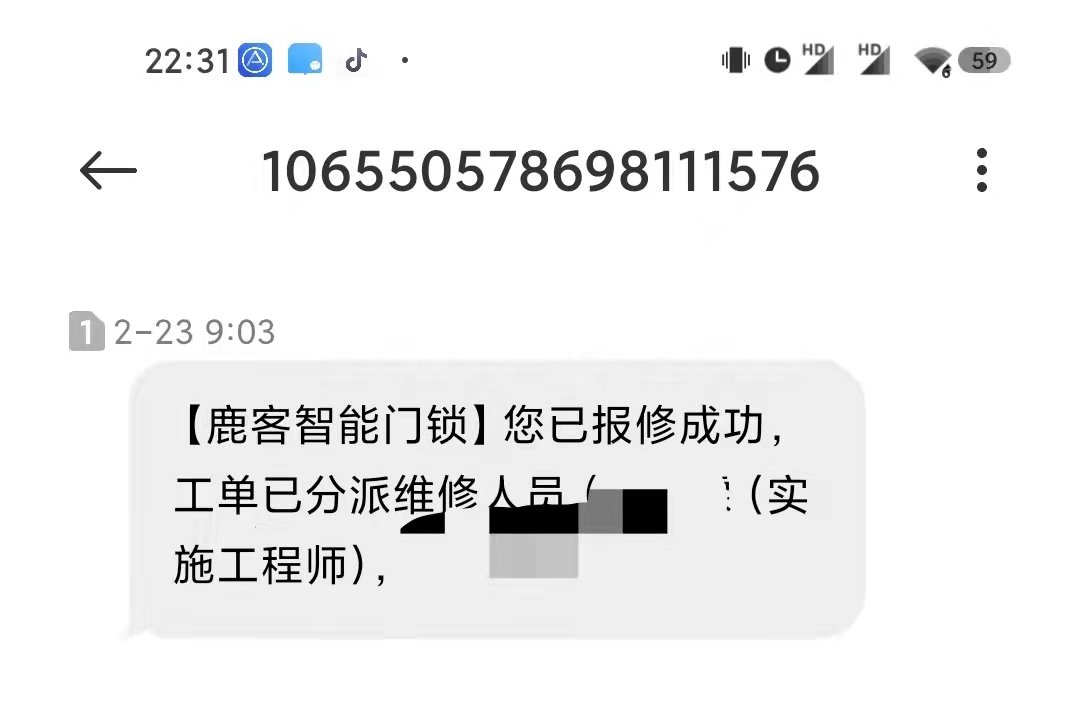 22:31
HD HD 6 59
106550578698111576
1 2-23 9:03
【鹿客智能门锁】您已报修成功，
工单已分派维修人员（ （实
施工程师），